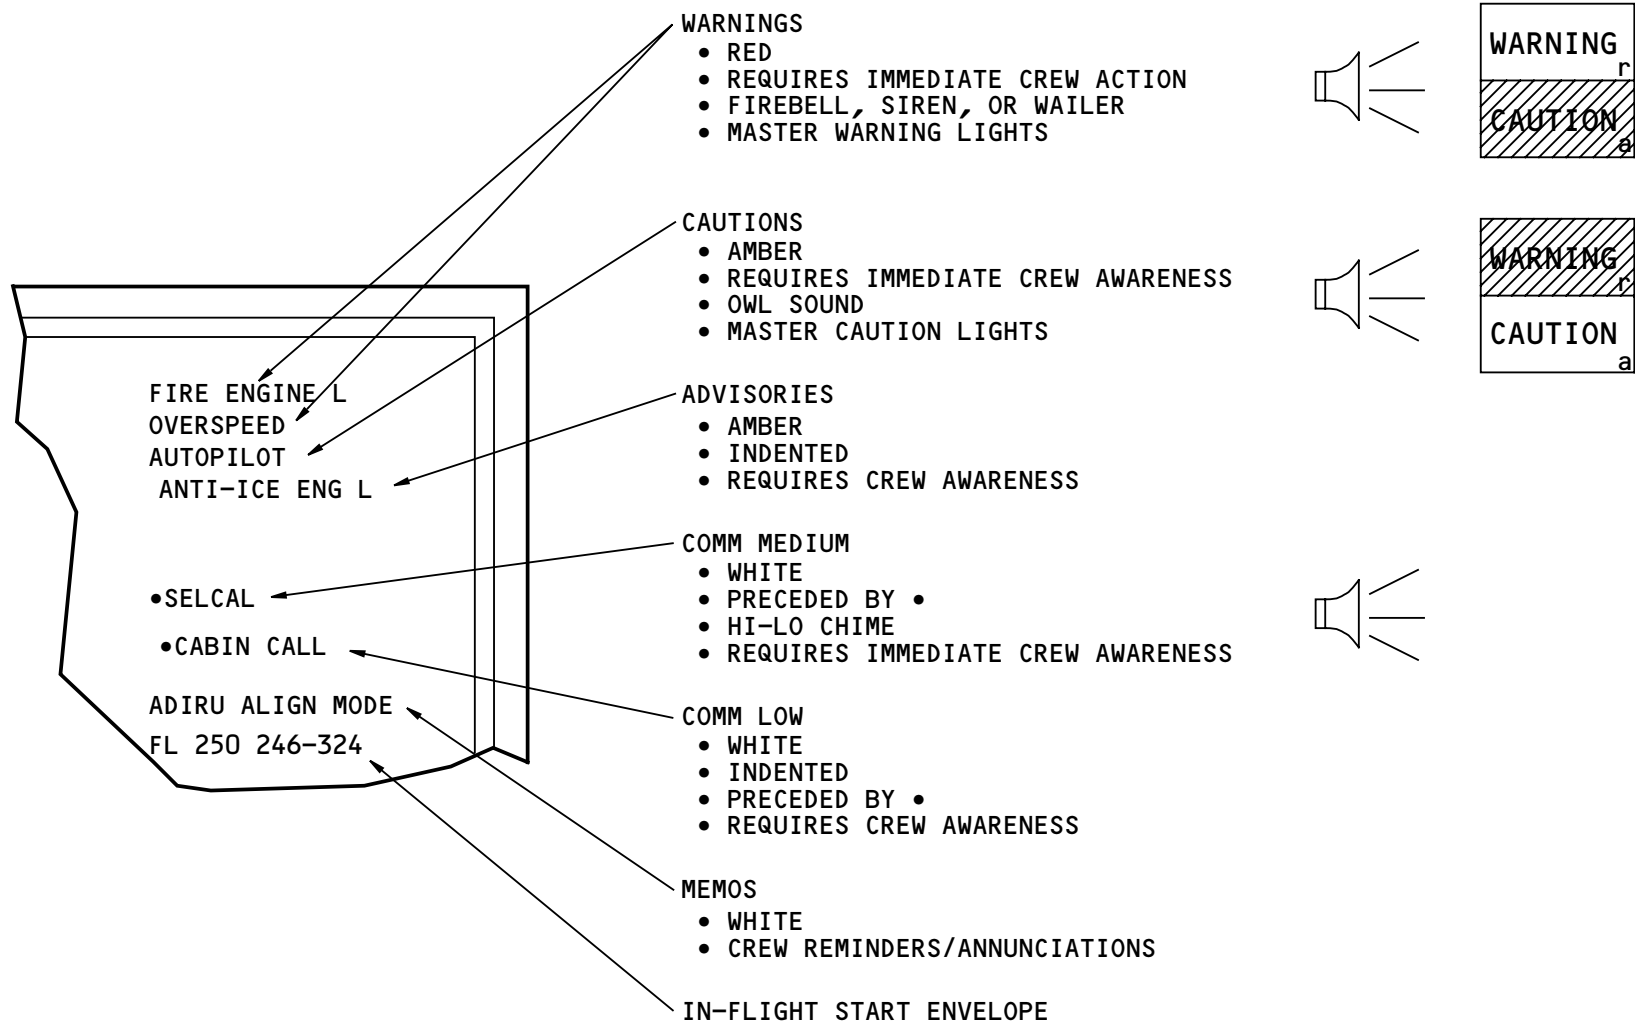 WARNINGS
• RED
• REQUIRES IMMEDIATE CREW ACTION
• FIREBELL, SIREN, OR WAILER
• MASTER WARNING LIGHTS
WARNING
r
CAUTION
a
CAUTIONS
• AMBER
• REQUIRES IMMEDIATE CREW AWARENESS
• OWL SOUND
• MASTER CAUTION LIGHTS
WARNING
r
CAUTION
a
FIRE ENGINE L
OVERSPEED
AUTOPILOT
ANTI-ICE ENG L
•SELCAL
•CABIN CALL
ADIRU ALIGN MODE
FL 250 246-324
ADVISORIES
• AMBER
• INDENTED
• REQUIRES CREW AWARENESS
COMM MEDIUM
• WHITE
• PRECEDED BY •
• HI-LO CHIME
• REQUIRES IMMEDIATE CREW AWARENESS
COMM LOW
• WHITE
• INDENTED
• PRECEDED BY •
• REQUIRES CREW AWARENESS
MEMOS
• WHITE
• CREW REMINDERS/ANNUNCIATIONS
IN-FLIGHT START ENVELOPE